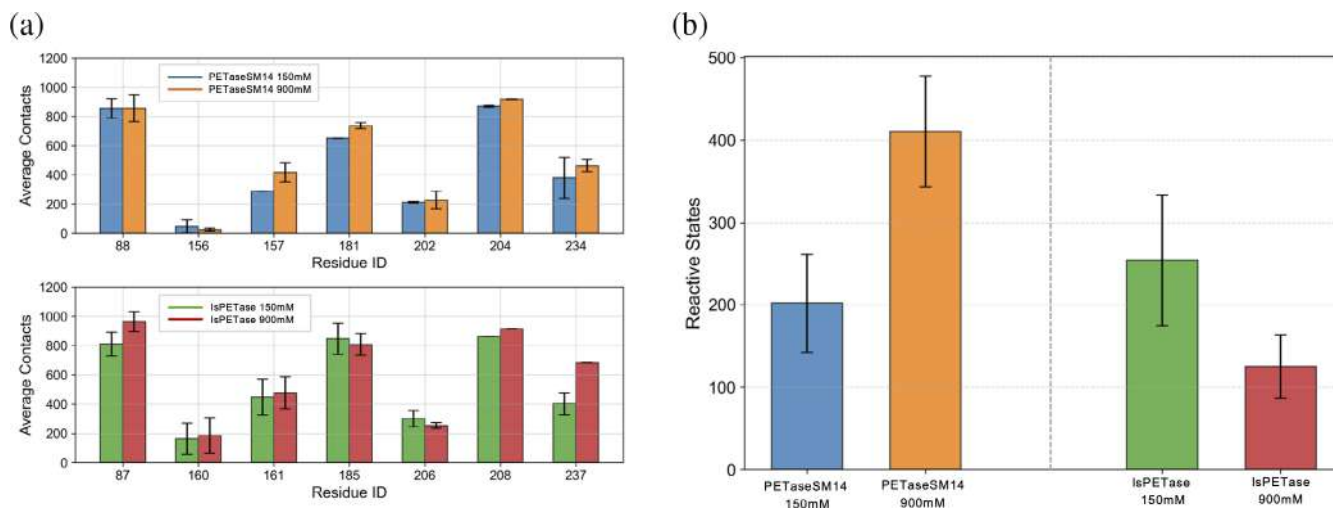 (a)
1200
1000
800
600
400
200
0
Average Contacts
PETaseSM14 150mM
PETaseSM14 900mM
88 156 157 181 202 204 234
Residue ID
1200
1000
800
600
400
200
0
Average Contacts
IsPETase 150mM
IsPETase 900mM
87 160 161 185 206 208 237
Residue ID
(b)
500
400
300
200
100
0
Reactive States
PETaseSM14
150mM
PETaseSM14
900mM
IsPETase
150mM
IsPETase
900mM